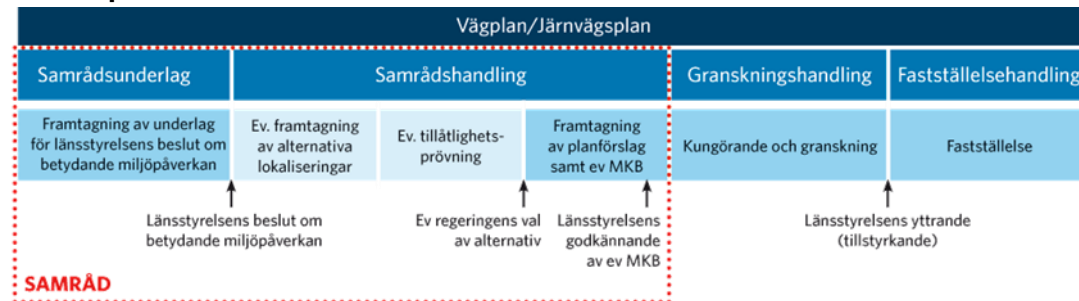 Vägplan/Järnvägsplan
Samrådsunderlag
Samrådshandling
Granskningshandling
Fastställelsehandling
Framtagning av underlag
för länsstyrelsens beslut om
betydande miljöpåverkan
Ev. framtagning
av alternativa
lokaliseringar
Ev. tillåtlighets-
prövning
Framtagning
av planförslag
samt ev MKB
Kungörande och granskning
Fastställelse
Länsstyrelsens beslut om
betydande miljöpåverkan
Ev regeringens val
av alternativ
Länsstyrelsens
godkännande
av ev MKB
Länsstyrelsens yttrande
(tillstyrkande)
SAMRÅD